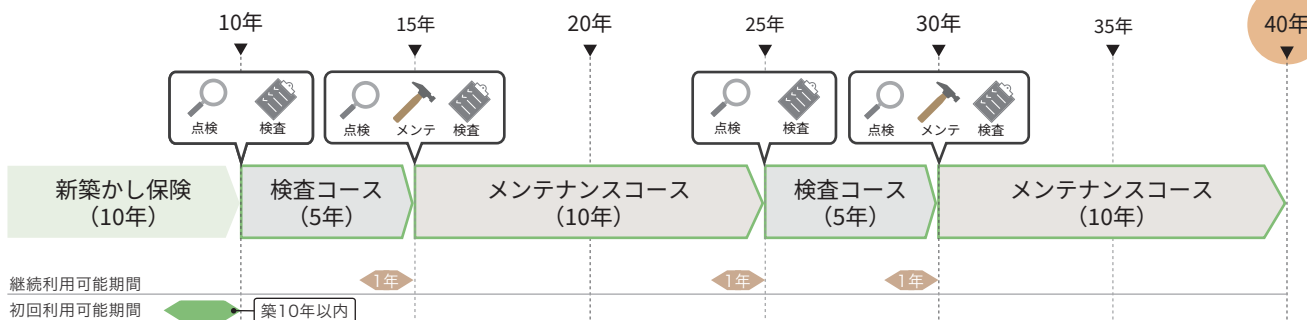 10年
15年
20年
25年
30年
35年
40年
点検
検査
点検
メンテ
検査
点検
検査
点検
メンテ
検査
新築かし保険
（10年）
検査コース
（5年）
メンテナンスコース
（10年）
検査コース
（5年）
メンテナンスコース
（10年）
継続利用可能期間
1年
1年
1年
初回利用可能期間
築10年以内